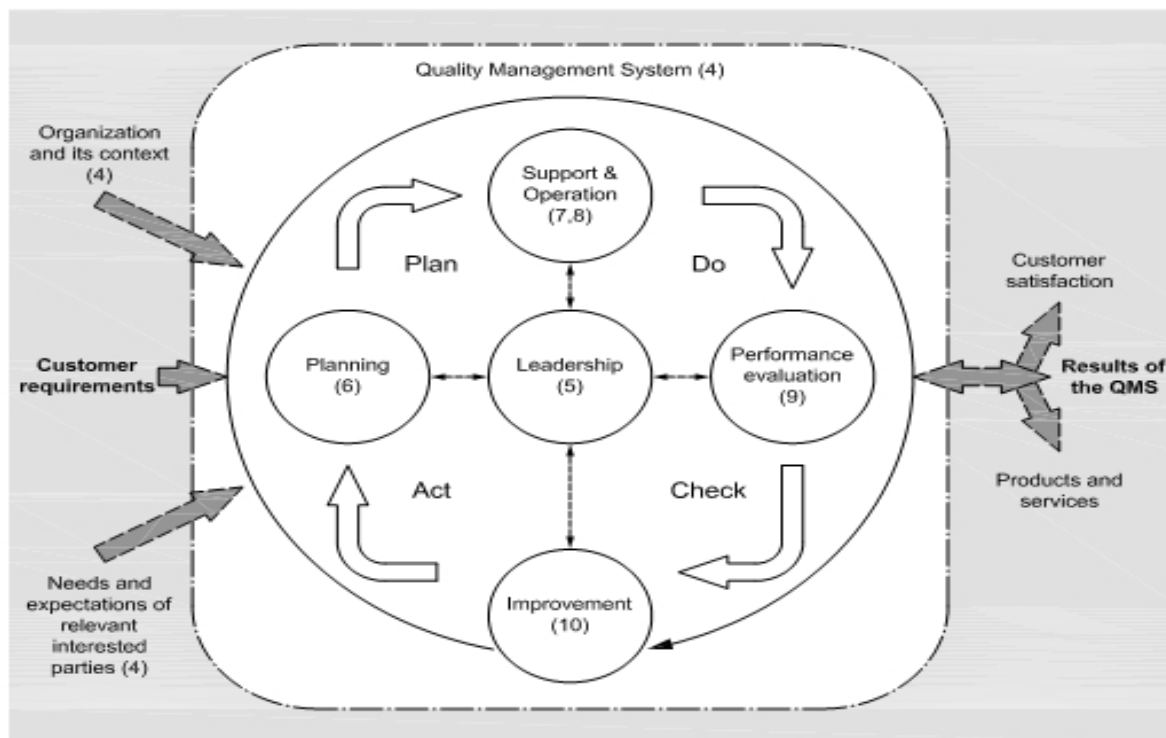 Quality Management System (4)
Organization
and its context
(4)
Support &
Operation
(7,8)
Plan
Do
Customer
satisfaction
Customer
requirements
Planning
(6)
Leadership
(5)
Performance
evaluation
(9)
Results of
the QMS
Act
Check
Products and
services
Needs and
expectations of
relevant
interested
parties (4)
Improvement
(10)